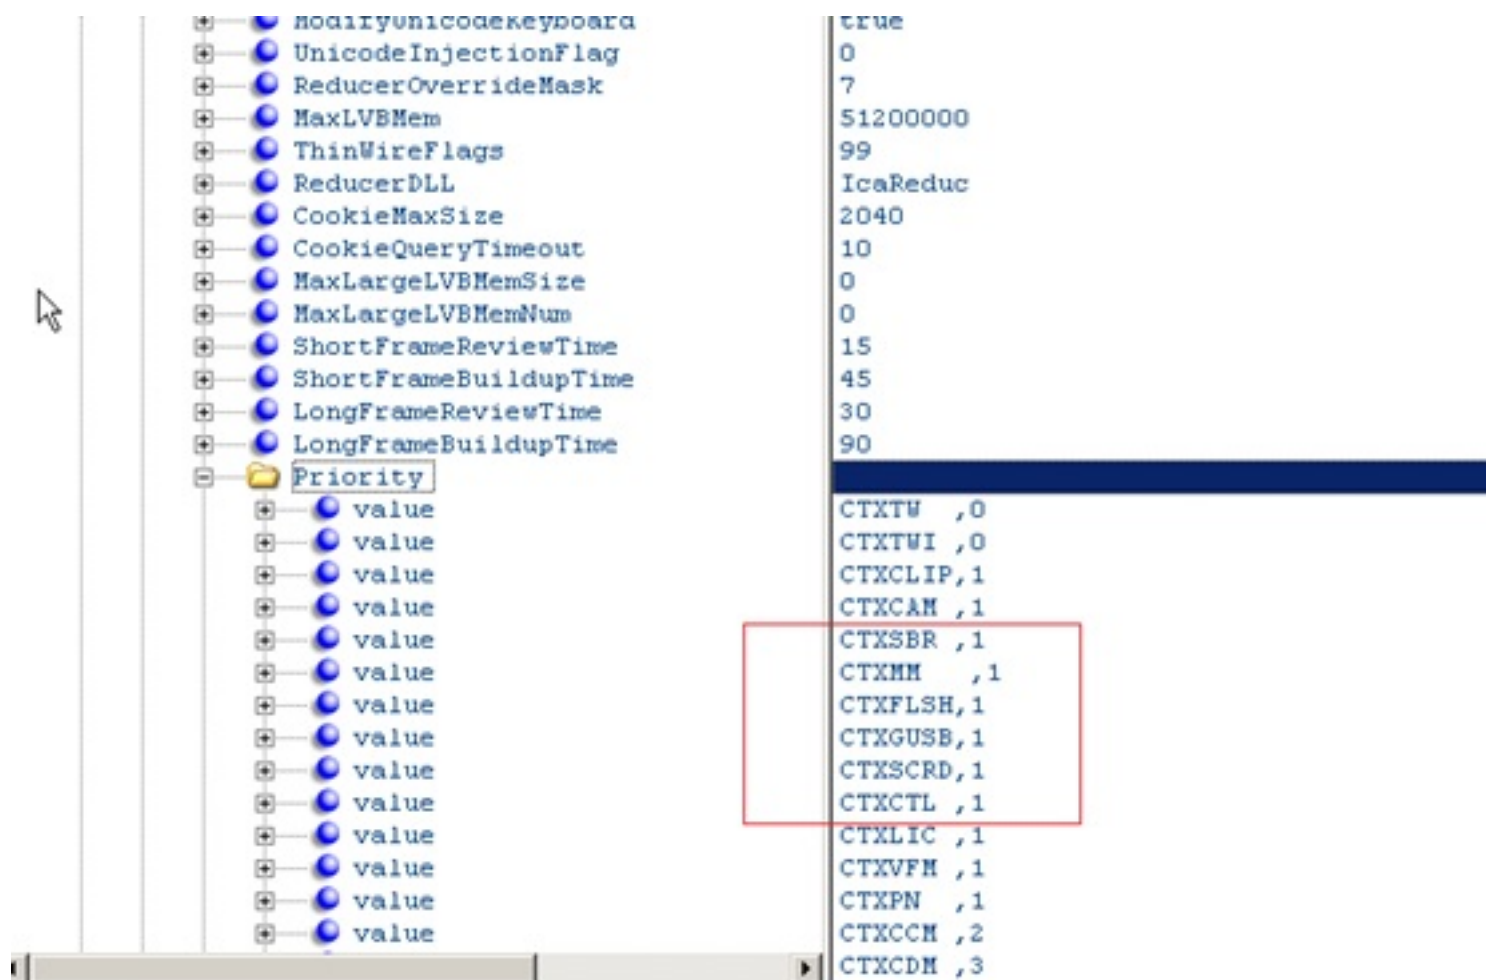 ModifyUnicodeKeyboard true
UnicodeInjectionFlag 0
ReducerOverrideMask 7
MaxLVBMem 51200000
ThinWireFlags 99
ReducerDLL IcaReduc
CookieMaxSize 2040
CookieQueryTimeout 10
MaxLargeLVBMemSize 0
MaxLargeLVBMemNum 0
ShortFrameReviewTime 15
ShortFrameBuildupTime 45
LongFrameReviewTime 30
LongFrameBuildupTime 90
Priority
value CTXTW  ,0
value CTXTWI ,0
value CTXCLIP,1
value CTXCAM ,1
value CTXSBR ,1
value CTXMM   ,1
value CTXFLSH,1
value CTXGUSB,1
value CTXSCRD,1
value CTXCTL ,1
value CTXLIC ,1
value CTXVFM ,1
value CTXPN  ,1
value CTXCCM ,2
CTXCDM ,3